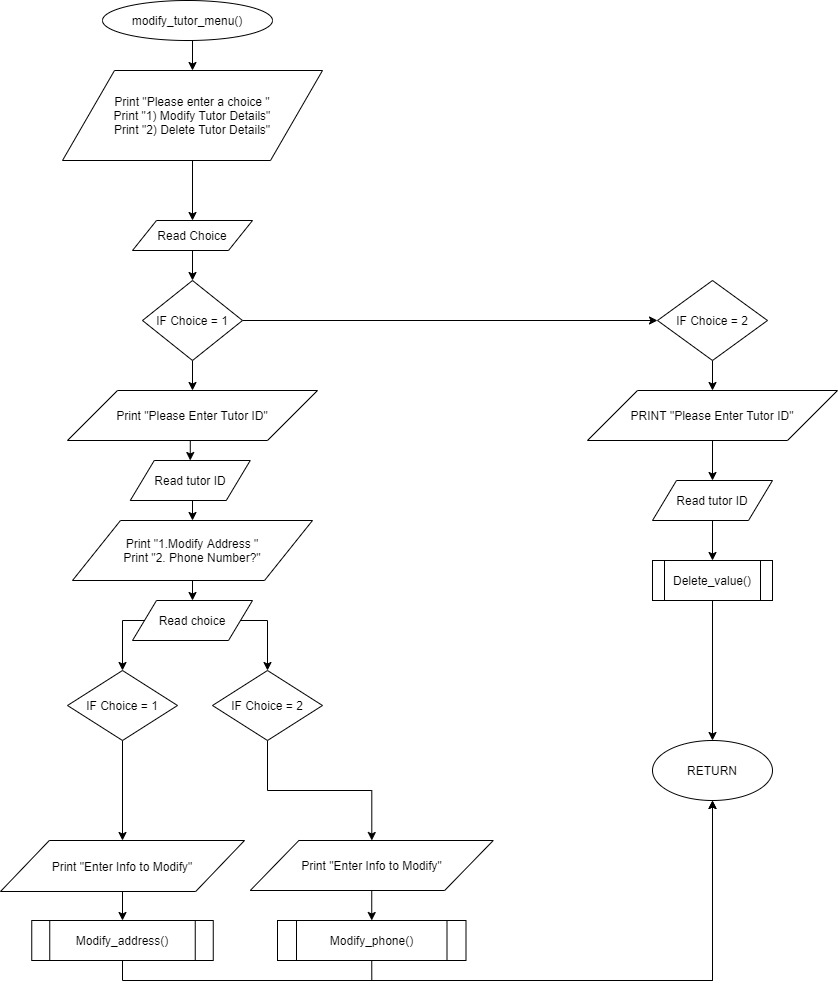 modify_tutor_menu()
Print "Please enter a choice "
Print "1) Modify Tutor Details"
Print "2) Delete Tutor Details"
Read Choice
IF Choice = 1
IF Choice = 2
Print "Please Enter Tutor ID"
PRINT "Please Enter Tutor ID"
Read tutor ID
Read tutor ID
Print "1.Modify Address "
Print "2. Phone Number?"
Delete_value()
Read choice
IF Choice = 1
IF Choice = 2
RETURN
Print "Enter Info to Modify"
Print "Enter Info to Modify"
Modify_address()
Modify_phone()